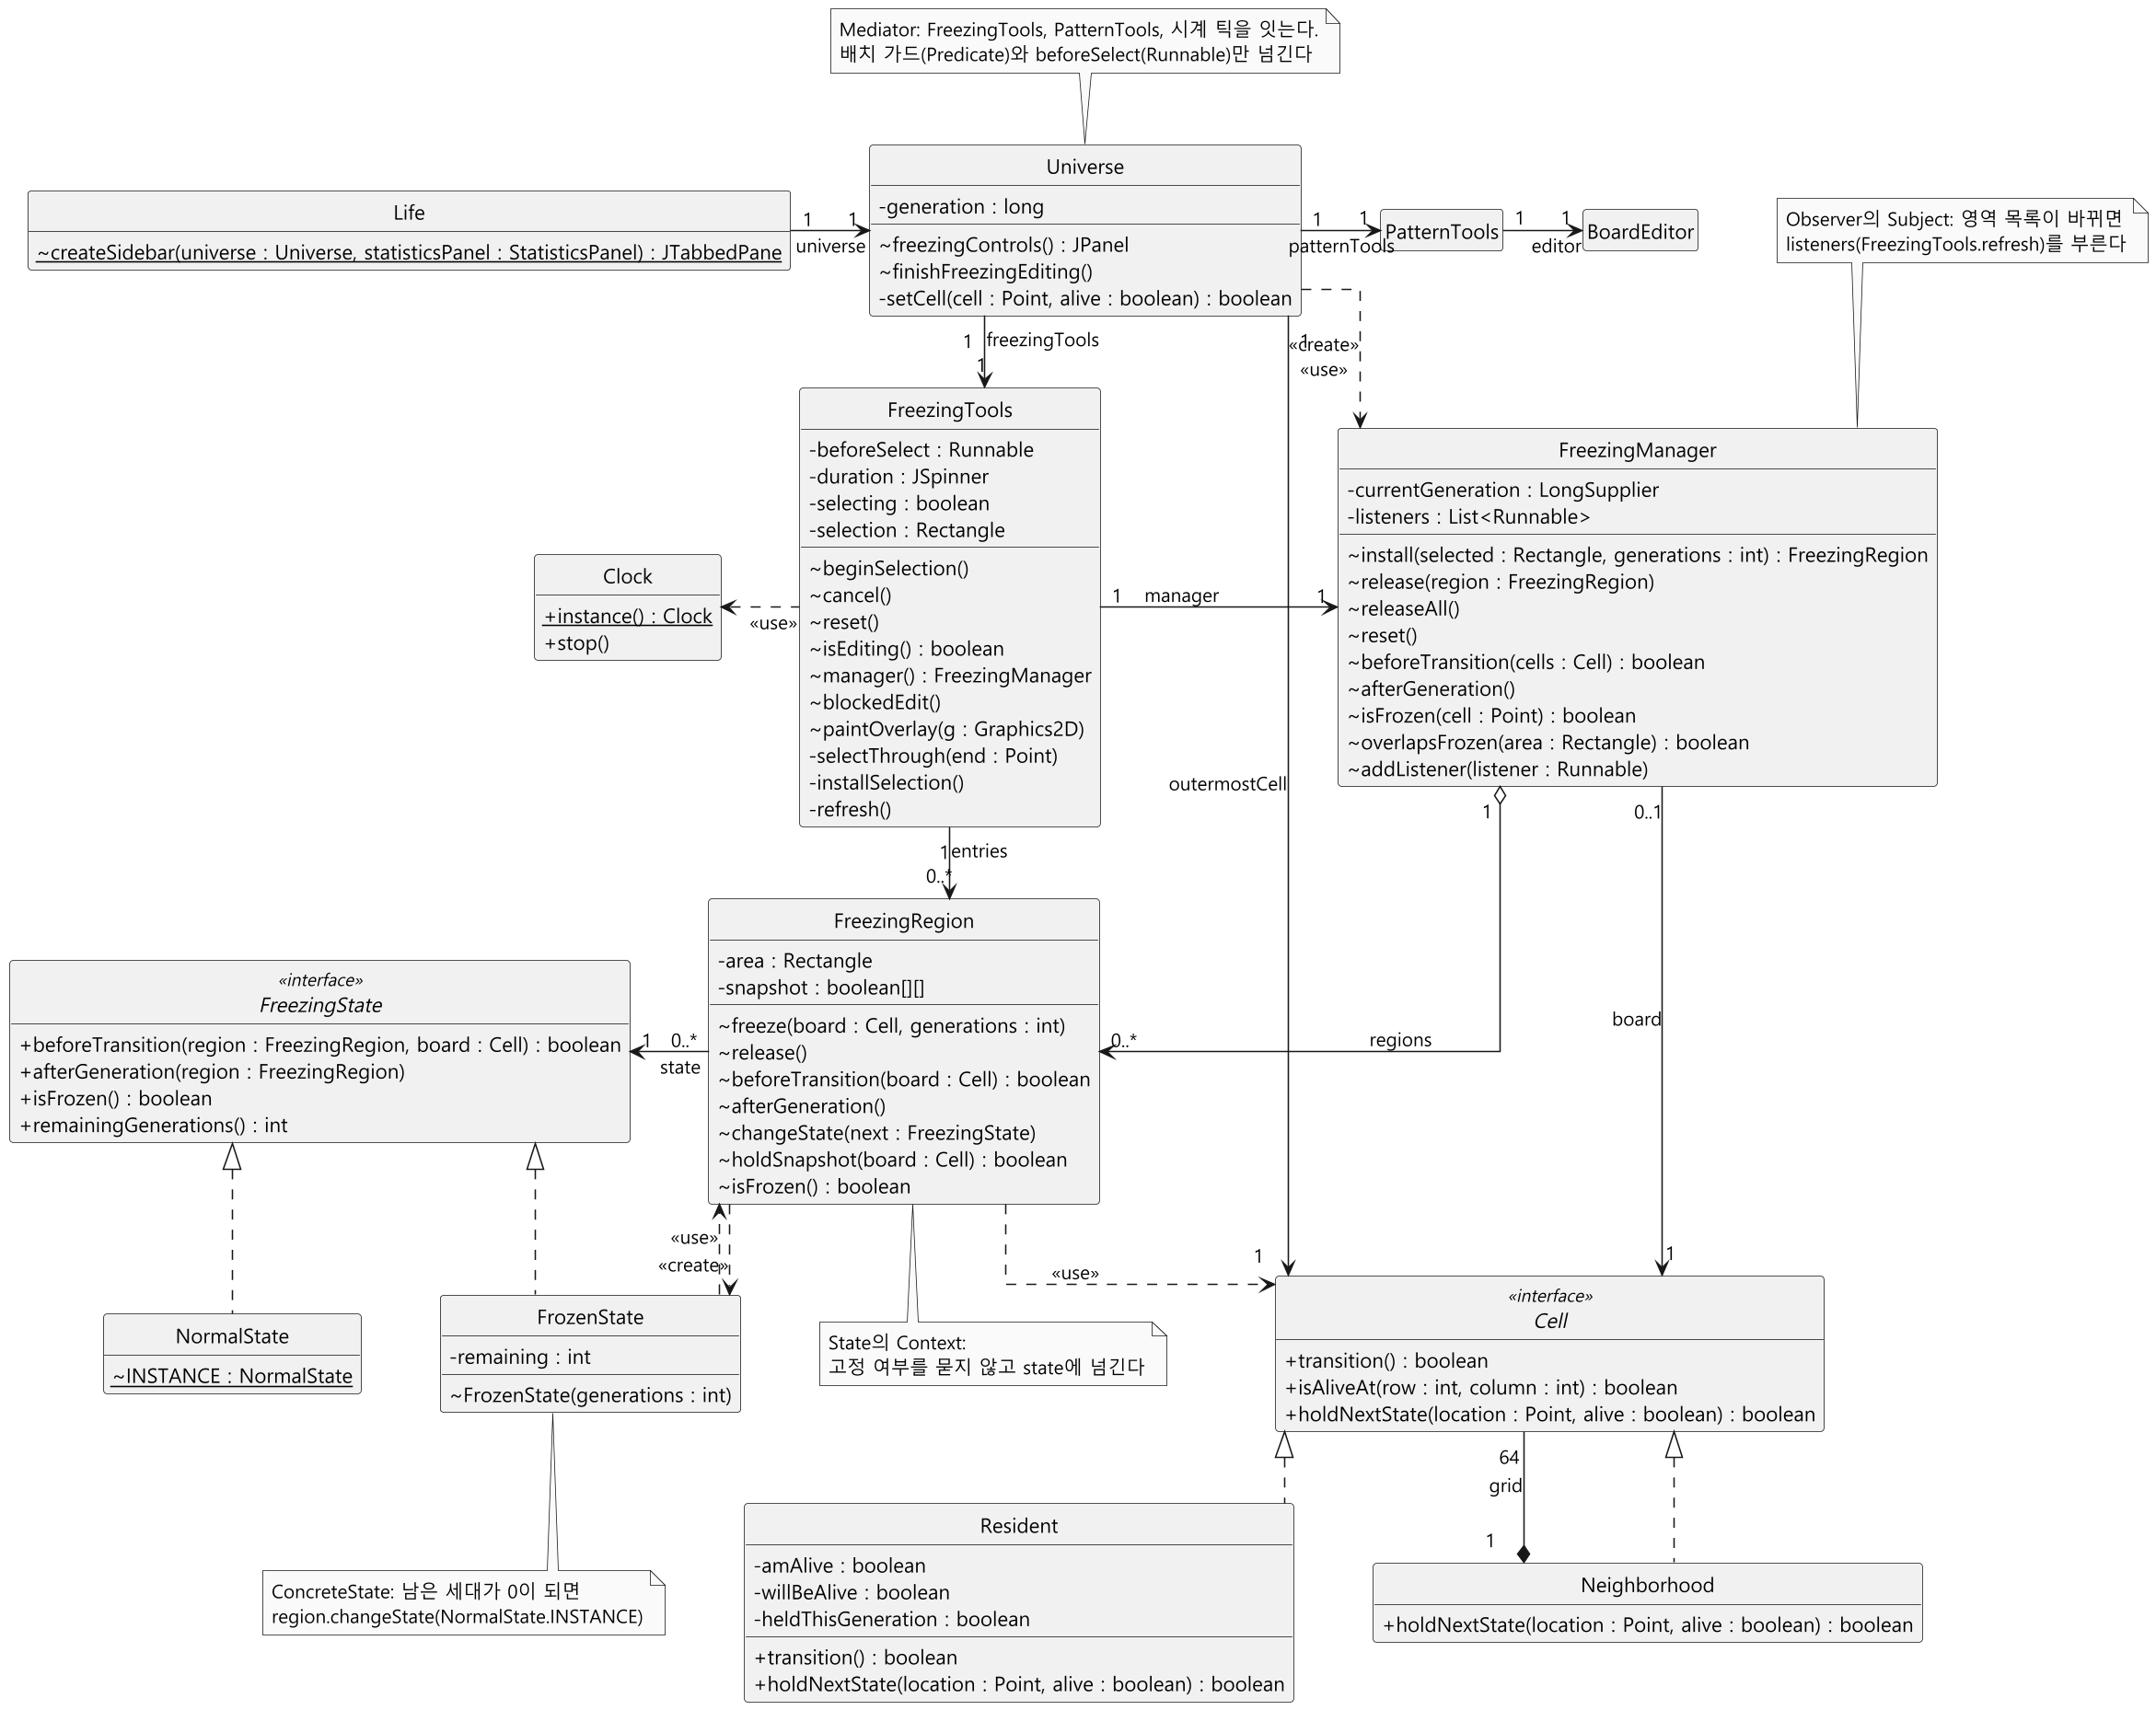 Mediator: FreezingTools, PatternTools, 시계 틱을 잇는다.
배치 가드(Predicate)와 beforeSelect(Runnable)만 넘긴다
Universe
-generation : long
~freezingControls() : JPanel
~finishFreezingEditing()
-setCell(cell : Point, alive : boolean) : boolean
Life
~createSidebar(universe : Universe, statisticsPanel : StatisticsPanel) : JTabbedPane
1
1
universe
1
1
patternTools
PatternTools
1
1
editor
BoardEditor
Observer의 Subject: 영역 목록이 바뀌면
listeners(FreezingTools.refresh)를 부른다
1
freezingTools
1
1
«create»
«use»
FreezingTools
-beforeSelect : Runnable
-duration : JSpinner
-selecting : boolean
-selection : Rectangle
~beginSelection()
~cancel()
~reset()
~isEditing() : boolean
~manager() : FreezingManager
~blockedEdit()
~paintOverlay(g : Graphics2D)
-selectThrough(end : Point)
-installSelection()
-refresh()
FreezingManager
-currentGeneration : LongSupplier
-listeners : List<Runnable>
~install(selected : Rectangle, generations : int) : FreezingRegion
~release(region : FreezingRegion)
~releaseAll()
~reset()
~beforeTransition(cells : Cell) : boolean
~afterGeneration()
~isFrozen(cell : Point) : boolean
~overlapsFrozen(area : Rectangle) : boolean
~addListener(listener : Runnable)
Clock
+instance() : Clock
+stop()
«use»
1
manager
1
outermostCell
1
0..1
1
entries
0..*
FreezingRegion
-area : Rectangle
-snapshot : boolean[][]
~freeze(board : Cell, generations : int)
~release()
~beforeTransition(board : Cell) : boolean
~afterGeneration()
~changeState(next : FreezingState)
~holdSnapshot(board : Cell) : boolean
~isFrozen() : boolean
«interface»
FreezingState
+beforeTransition(region : FreezingRegion, board : Cell) : boolean
+afterGeneration(region : FreezingRegion)
+isFrozen() : boolean
+remainingGenerations() : int
1
0..*
state
0..*
regions
board
«use»
«create»
«use»
1
1
NormalState
~INSTANCE : NormalState
FrozenState
-remaining : int
~FrozenState(generations : int)
State의 Context:
고정 여부를 묻지 않고 state에 넘긴다
«interface»
Cell
+transition() : boolean
+isAliveAt(row : int, column : int) : boolean
+holdNextState(location : Point, alive : boolean) : boolean
64
grid
1
ConcreteState: 남은 세대가 0이 되면
region.changeState(NormalState.INSTANCE)
Resident
-amAlive : boolean
-willBeAlive : boolean
-heldThisGeneration : boolean
+transition() : boolean
+holdNextState(location : Point, alive : boolean) : boolean
Neighborhood
+holdNextState(location : Point, alive : boolean) : boolean